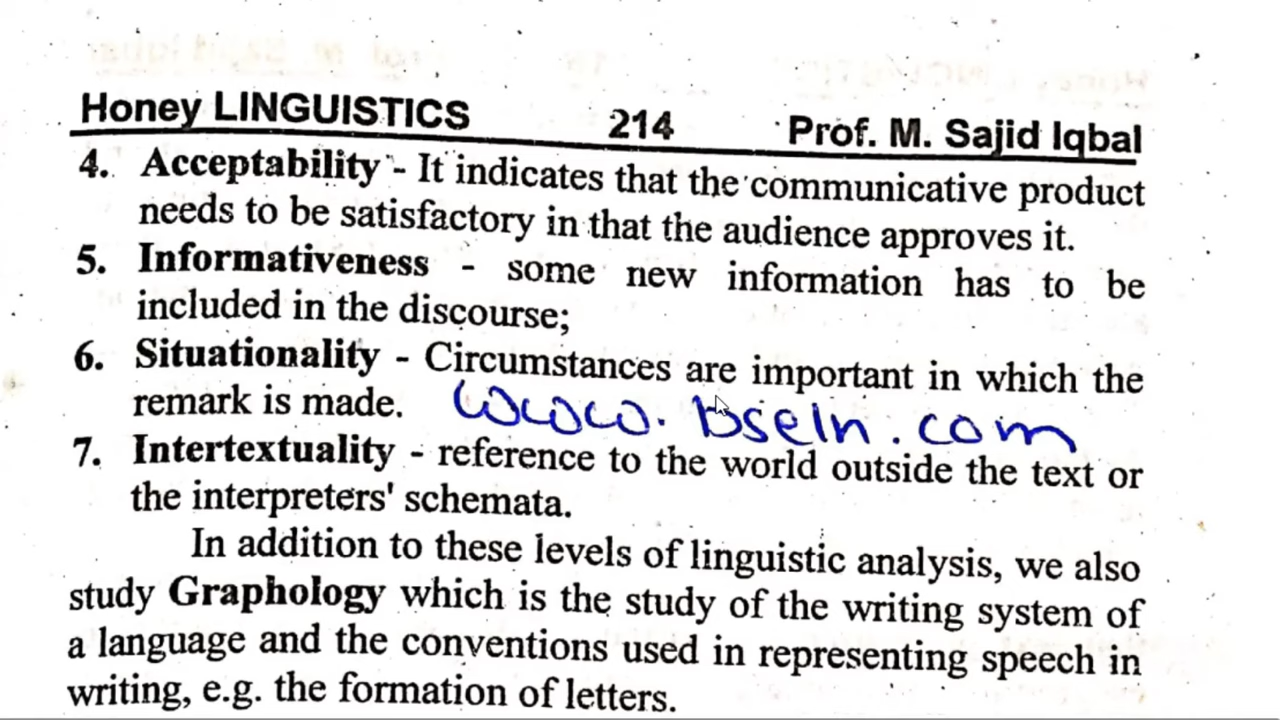 Honey LINGUISTICS 214 Prof. M. Sajid Iqbal
4. Acceptability - It indicates that the communicative product
needs to be satisfactory in that the audience approves it.
5. Informativeness - some new information has to be
included in the discourse;
6. Situationality - Circumstances are important in which the
remark is made. www.bseln.com
7. Intertextuality - reference to the world outside the text or
the interpreters' schemata.
In addition to these levels of linguistic analysis, we also
study Graphology which is the study of the writing system of
a language and the conventions used in representing speech in
writing, e.g. the formation of letters.